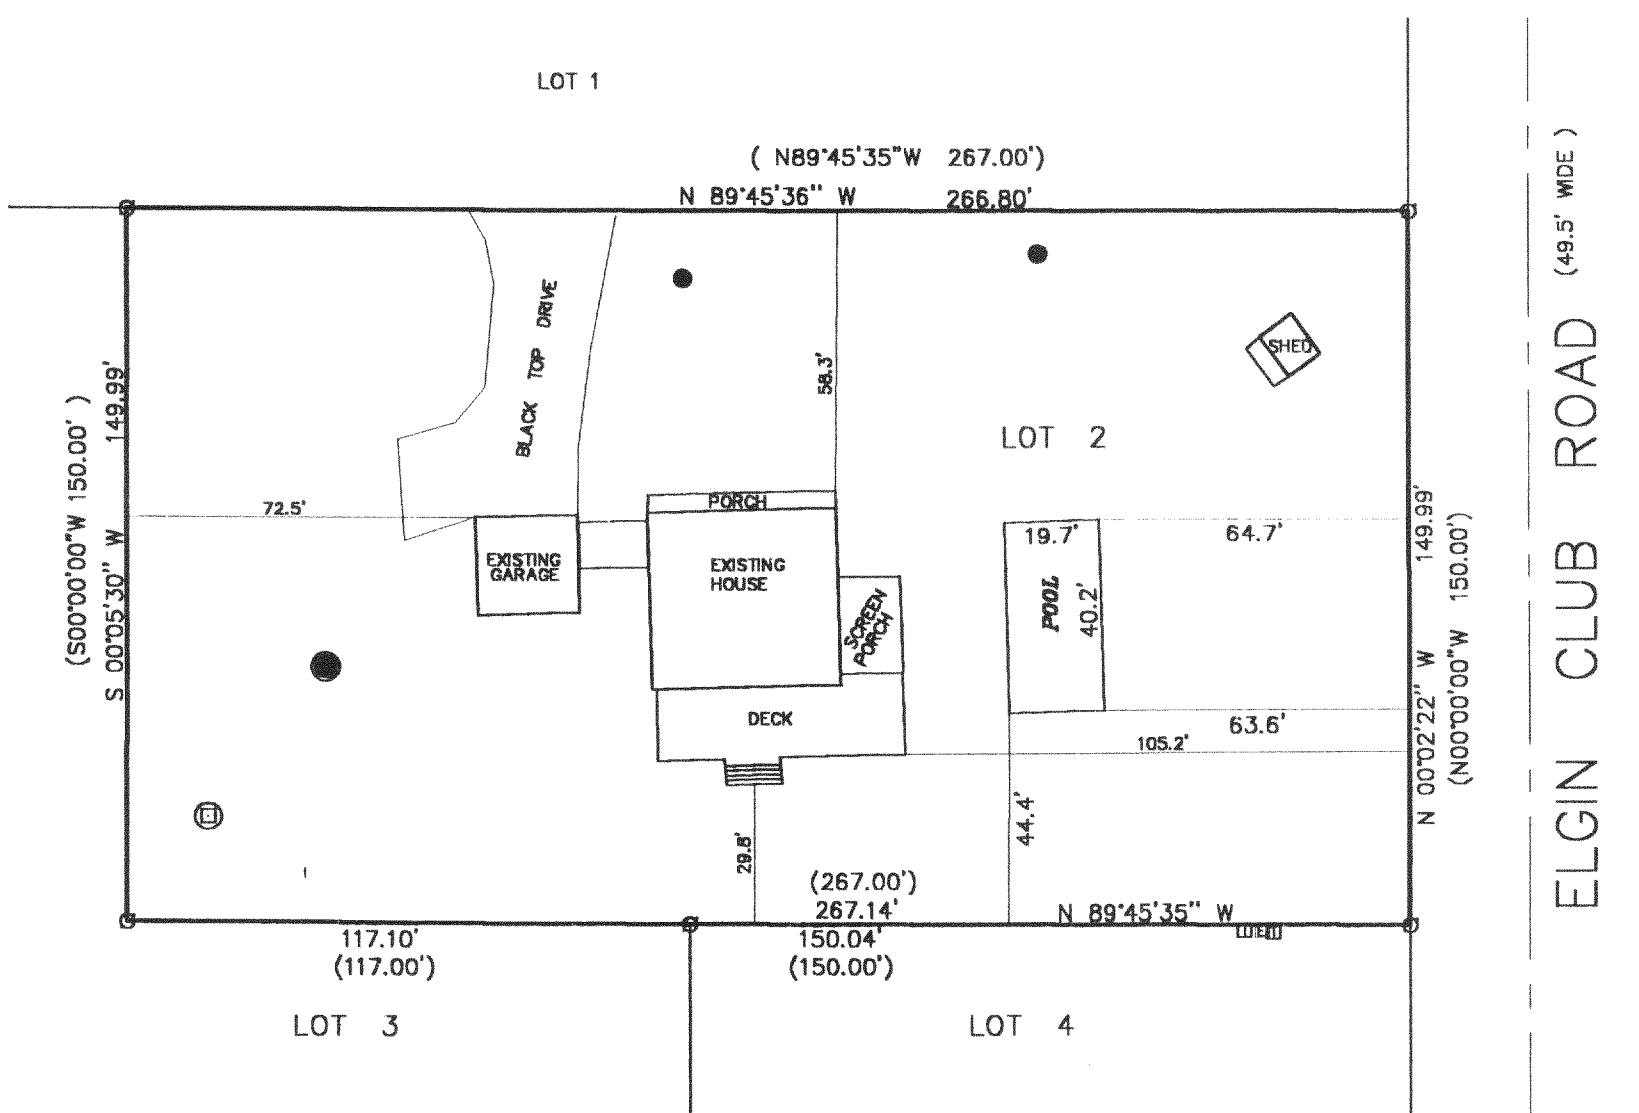 LOT 1
( N89°45'35"W 267.00')
N 89°45'36" W 266.80'
(49.5' WIDE )
ELGIN CLUB ROAD
BLACK TOP DRIVE
58.3'
SHED
LOT 2
(S00°00'00"W 150.00' )
S 00°05'30" W 149.99'
72.5'
PORCH
19.7'
64.7'
EXISTING
GARAGE
EXISTING
HOUSE
POOL
40.2'
SCREEN
PORCH
DECK
63.6'
105.2'
N 00°02'22" W 149.99'
(N00°00'00"W 150.00')
29.8'
44.4'
(267.00')
267.14'
N 89°45'35" W
117.10'
(117.00')
150.04'
(150.00')
LOT 3
LOT 4